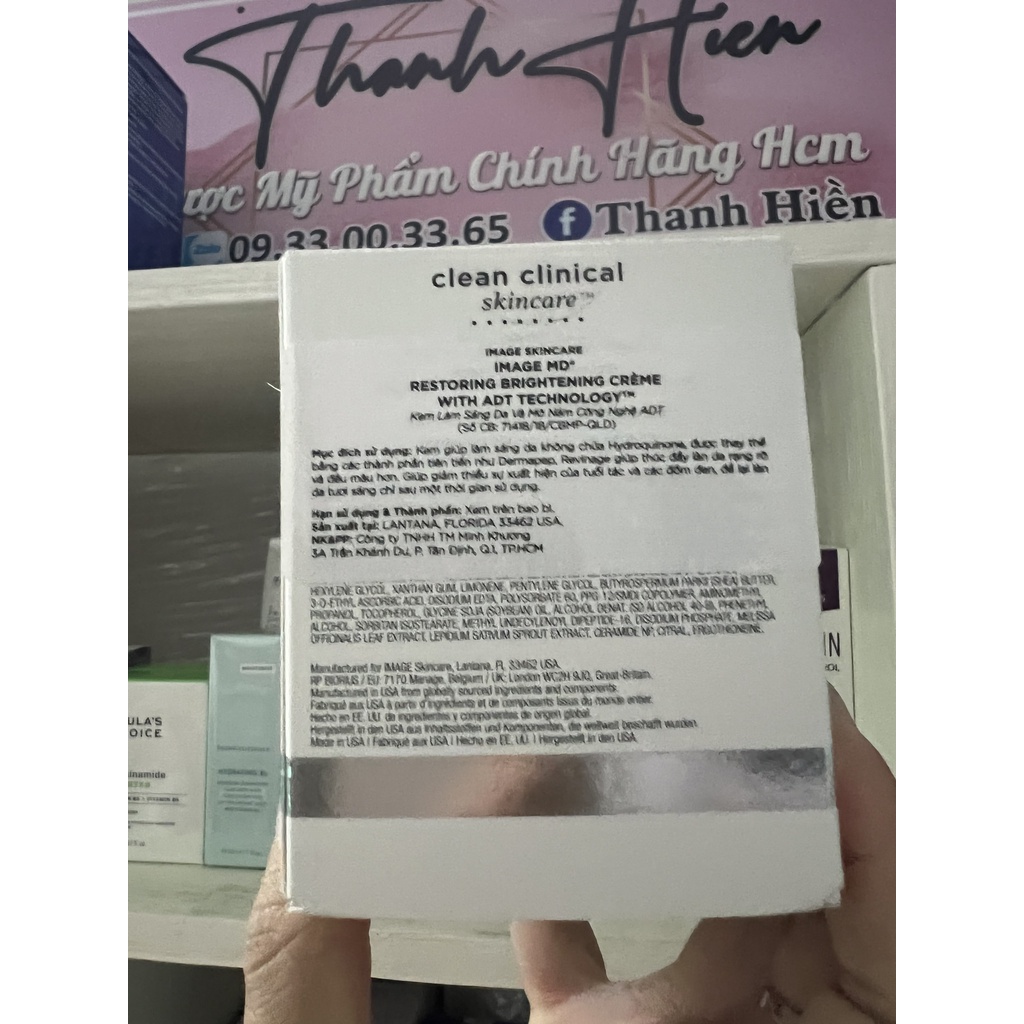 Thanh Hien
ược Mỹ Phẩm Chính Hãng Hcm
Zalo 09.33.00.33.65 f Thanh Hiền
clean clinical
skincare™
IMAGE SKINCARE
IMAGE MD®
RESTORING BRIGHTENING CRÈME
WITH ADT TECHNOLOGY™
Kem Làm Sáng Da Và Mờ Nám Công Nghệ ADT
(Số CB: 71418/18/CBMP-QLD)
Mục đích sử dụng: Kem giúp làm sáng da không chứa Hydroquinone, được thay thế
bằng các thành phần tiên tiến như Dermapep, Revinage giúp thúc đẩy làn da rạng rỡ
và đều màu hơn. Giúp giảm thiểu sự xuất hiện của tuổi tác và các đốm đen, để lại làn
da tươi sáng chỉ sau một thời gian sử dụng.
Hạn sử dụng & Thành phần: Xem trên bao bì.
Sản xuất tại: LANTANA, FLORIDA 33462 USA.
NK&PP: Công ty TNHH TM Minh Khương
3A Trần Khánh Dư, P. Tân Định, Q.1, TP.HCM
HEXYLENE GLYCOL, XANTHAN GUM, LIMONENE, PENTYLENE GLYCOL, BUTYROSPERMUM PARKII (SHEA) BUTTER,
3-O-ETHYL ASCORBIC ACID, DISODIUM EDTA, POLYSORBATE 60, PPG-12/SMDI COPOLYMER, AMINOMETHYL
PROPANOL, TOCOPHEROL, GLYCINE SOJA (SOYBEAN) OIL, ALCOHOL DENAT. (SD ALCOHOL 40-B), PHENETHYL
ALCOHOL, SORBITAN ISOSTEARATE, METHYL UNDECYLENOYL DIPEPTIDE-16, DISODIUM PHOSPHATE, MELISSA
OFFICINALIS LEAF EXTRACT, LEPIDIUM SATIVUM SPROUT EXTRACT, CERAMIDE NP, CITRAL, ERGOTHIONEINE.
Manufactured for IMAGE Skincare, Lantana, FL 33462 USA.
RP BIORIUS / EU: 7170 Manage, Belgium / UK: London WC2H 9JQ, Great-Britain.
Manufactured in USA from globally sourced ingredients and components.
Fabriqué aux USA à partir d'ingrédients et de composants issus du monde entier.
Hecho en EE. UU. de ingredientes y componentes de origen global.
Hergestellt in den USA aus Inhaltsstoffen und Komponenten, die weltweit beschafft wurden.
Made in USA | Fabriqué aux USA | Hecho en EE. UU. | Hergestellt in den USA
ULA'S
OICE
inamide
HYDRATING B5
IN
ROL